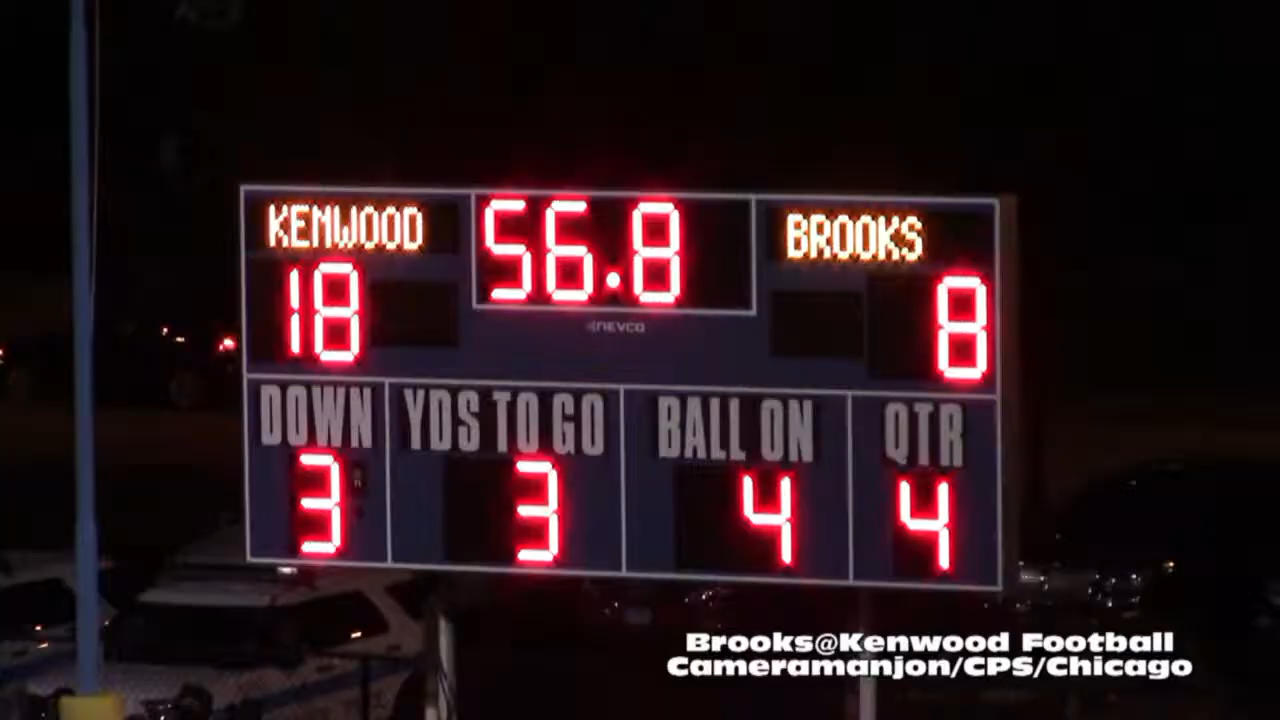 KENWOOD 56.8 BROOKS
18 8
NEVCO
DOWN YDS TO GO BALL ON QTR
3 3 4 4
Brooks@Kenwood Football
Cameramanjon/CPS/Chicago